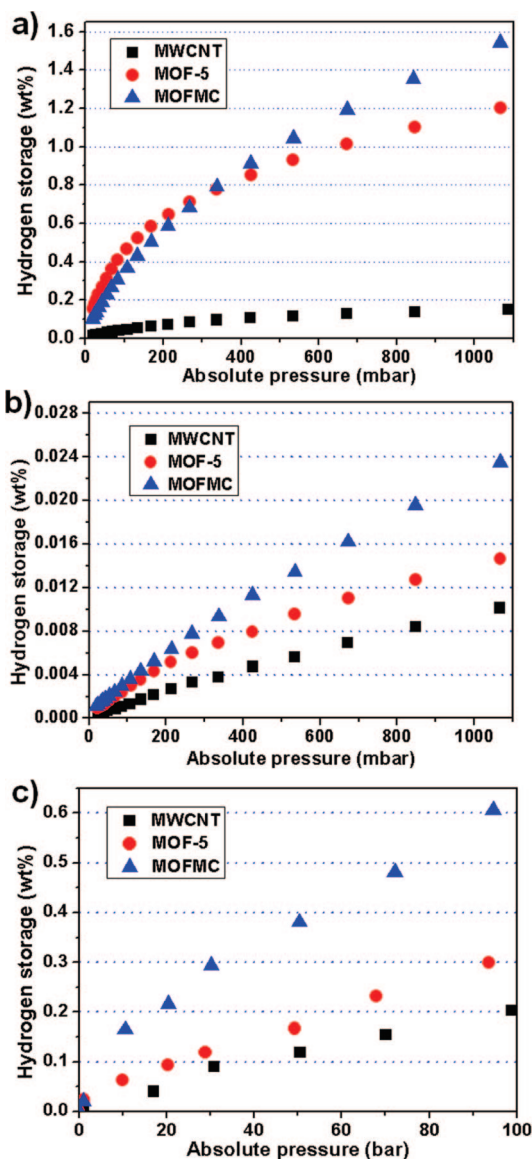 a)
MWCNT
MOF-5
MOFMC
Hydrogen storage (wt%)
1.6
1.4
1.2
1.0
0.8
0.6
0.4
0.2
0.0
0 200 400 600 800 1000
Absolute pressure (mbar)
b)
MWCNT
MOF-5
MOFMC
Hydrogen storage (wt%)
0.028
0.024
0.020
0.016
0.012
0.008
0.004
0.000
0 200 400 600 800 1000
Absolute pressure (mbar)
c)
MWCNT
MOF-5
MOFMC
Hydrogen storage (wt%)
0.6
0.5
0.4
0.3
0.2
0.1
0.0
0 20 40 60 80 100
Absolute pressure (bar)